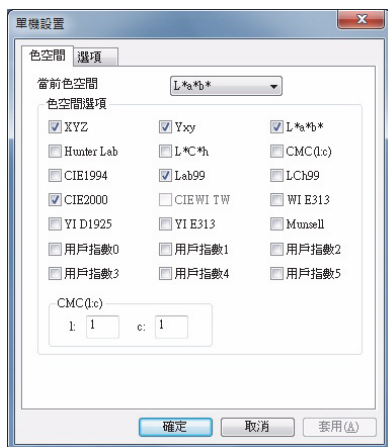 單機設置
色空間 選項
當前色空間 L*a*b*
色空間選項
XYZ Yxy L*a*b*
Hunter Lab L*C*h CMC(l:c)
CIE1994 Lab99 LCh99
CIE2000 CIEWI TW WI E313
YI D1925 YI E313 Munsell
用戶指數0 用戶指數1 用戶指數2
用戶指數3 用戶指數4 用戶指數5
CMC(l:c)
l: 1 c: 1
確定 取消 套用(A)